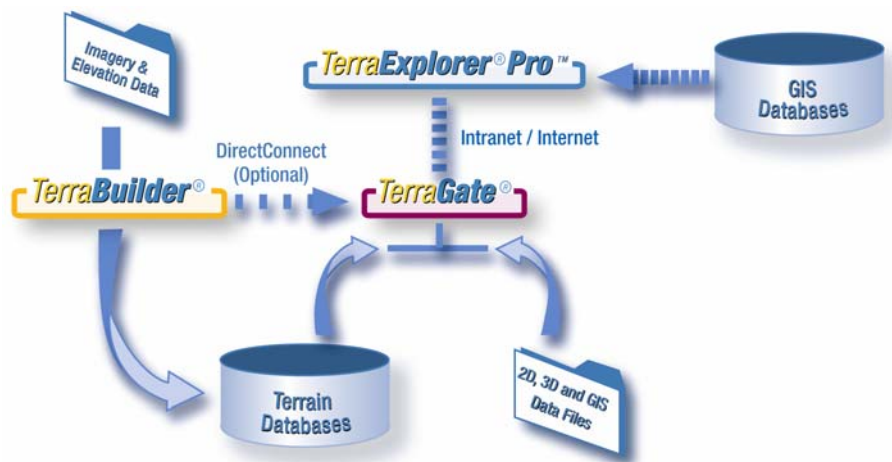 Imagery &
Elevation Data
TerraExplorer® Pro™
GIS
Databases
Intranet / Internet
DirectConnect
(Optional)
TerraBuilder®
TerraGate®
Terrain
Databases
2D, 3D and GIS
Data Files